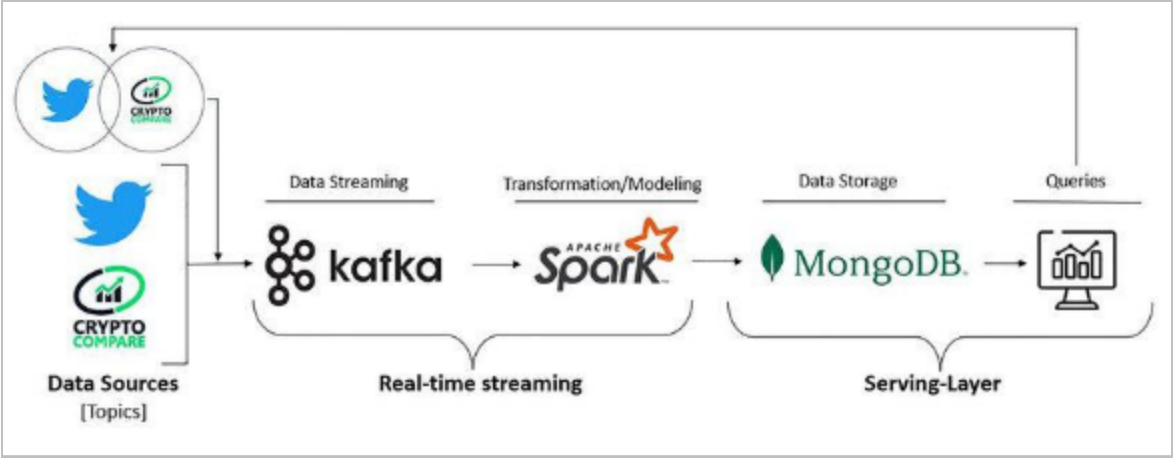 CRYPTO
COMPARE
Data Streaming
Transformation/Modeling
Data Storage
Queries
kafka
APACHE
Spark
MongoDB
CRYPTO
COMPARE
Data Sources
[Topics]
Real-time streaming
Serving-Layer